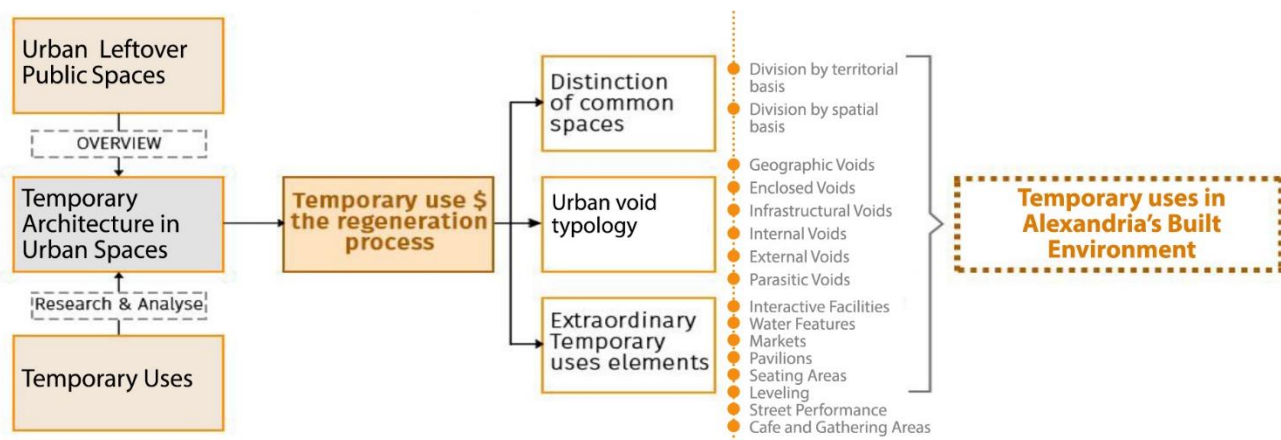 Urban Leftover
Public Spaces
OVERVIEW
Temporary
Architecture in
Urban Spaces
Research & Analyse
Temporary Uses
Temporary use $
the regeneration
process
Distinction
of common
spaces
Urban void
typology
Extraordinary
Temporary
uses elements
Division by territorial
basis
Division by spatial
basis
Geographic Voids
Enclosed Voids
Infrastructural Voids
Internal Voids
External Voids
Parasitic Voids
Interactive Facilities
Water Features
Markets
Pavilions
Seating Areas
Leveling
Street Performance
Cafe and Gathering Areas
Temporary uses in
Alexandria's Built
Environment